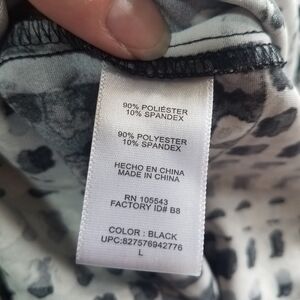 90% POLIÉSTER
10% SPANDEX
90% POLYESTER
10% SPANDEX
HECHO EN CHINA
MADE IN CHINA
RN 105543
FACTORY ID# B8
COLOR : BLACK
UPC:827576942776
L